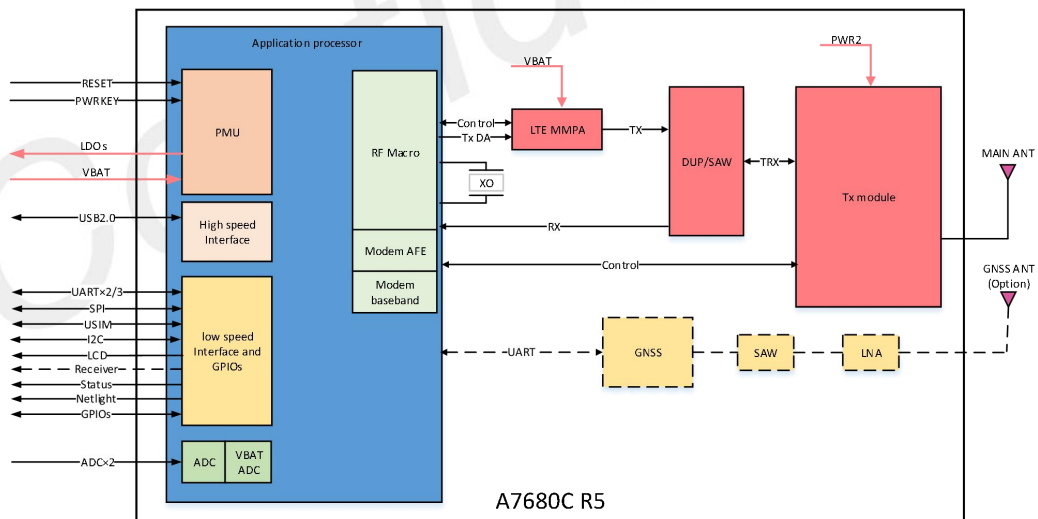 Application processor
RESET
PWRKEY
LDOs
VBAT
PMU
USB2.0
High speed
Interface
UART×2/3
SPI
USIM
I2C
LCD
Receiver
Status
Netlight
GPIOs
low speed
Interface and
GPIOs
ADC×2
ADC
VBAT
ADC
RF Macro
Modem AFE
Modem
baseband
Control
Tx DA
XO
RX
Control
UART
VBAT
LTE MMPA
TX
DUP/SAW
TRX
PWR2
Tx module
MAIN ANT
GNSS ANT
(Option)
GNSS
SAW
LNA
A7680C R5